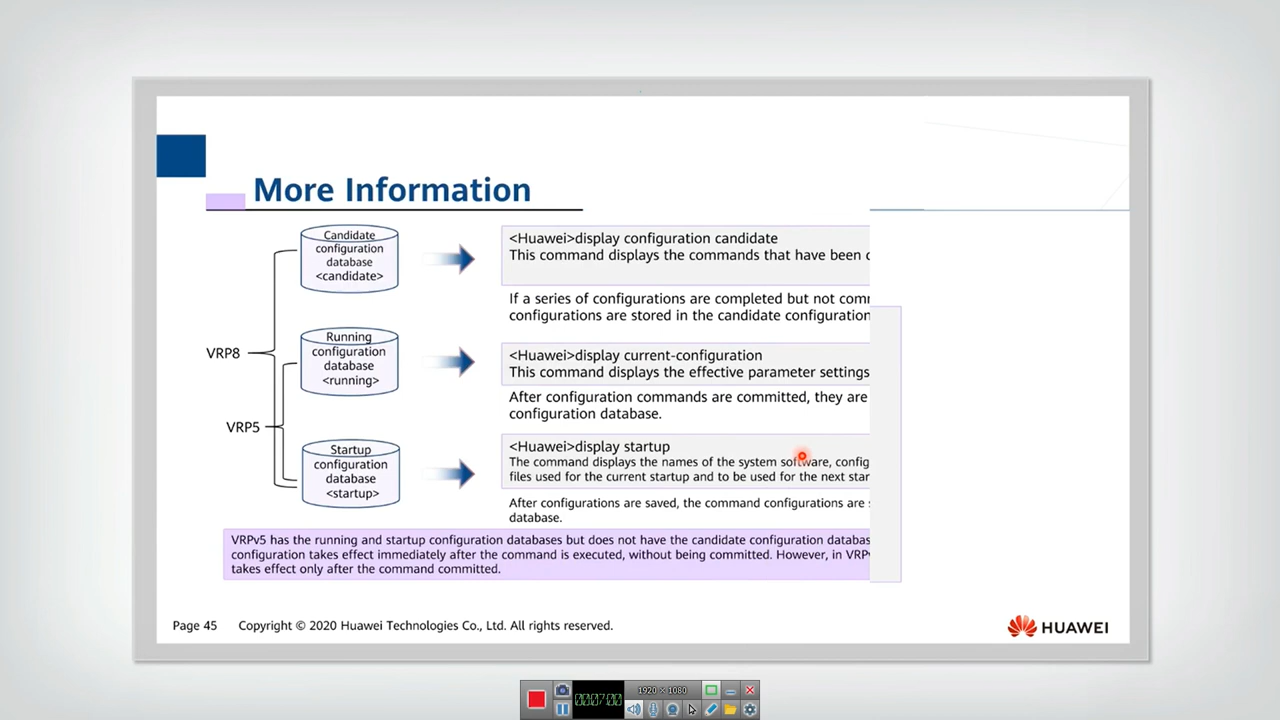 More Information
Candidate
configuration
database
<candidate>
<Huawei>display configuration candidate
This command displays the commands that have been
If a series of configurations are completed but not
configurations are stored in the candidate configuration
VRP8
Running
configuration
database
<running>
<Huawei>display current-configuration
This command displays the effective parameter settings
After configuration commands are committed, they are
configuration database.
VRP5
Startup
configuration
database
<startup>
<Huawei>display startup
The command displays the names of the system software,
files used for the current startup and to be used for the next
After configurations are saved, the command configurations are
database.
VRPv5 has the running and startup configuration databases but does not have the candidate configuration
configuration takes effect immediately after the command is executed, without being committed. However, in
takes effect only after the command committed.
Page 45 Copyright © 2020 Huawei Technologies Co., Ltd. All rights reserved.
HUAWEI
00:07:00
1920 × 1080